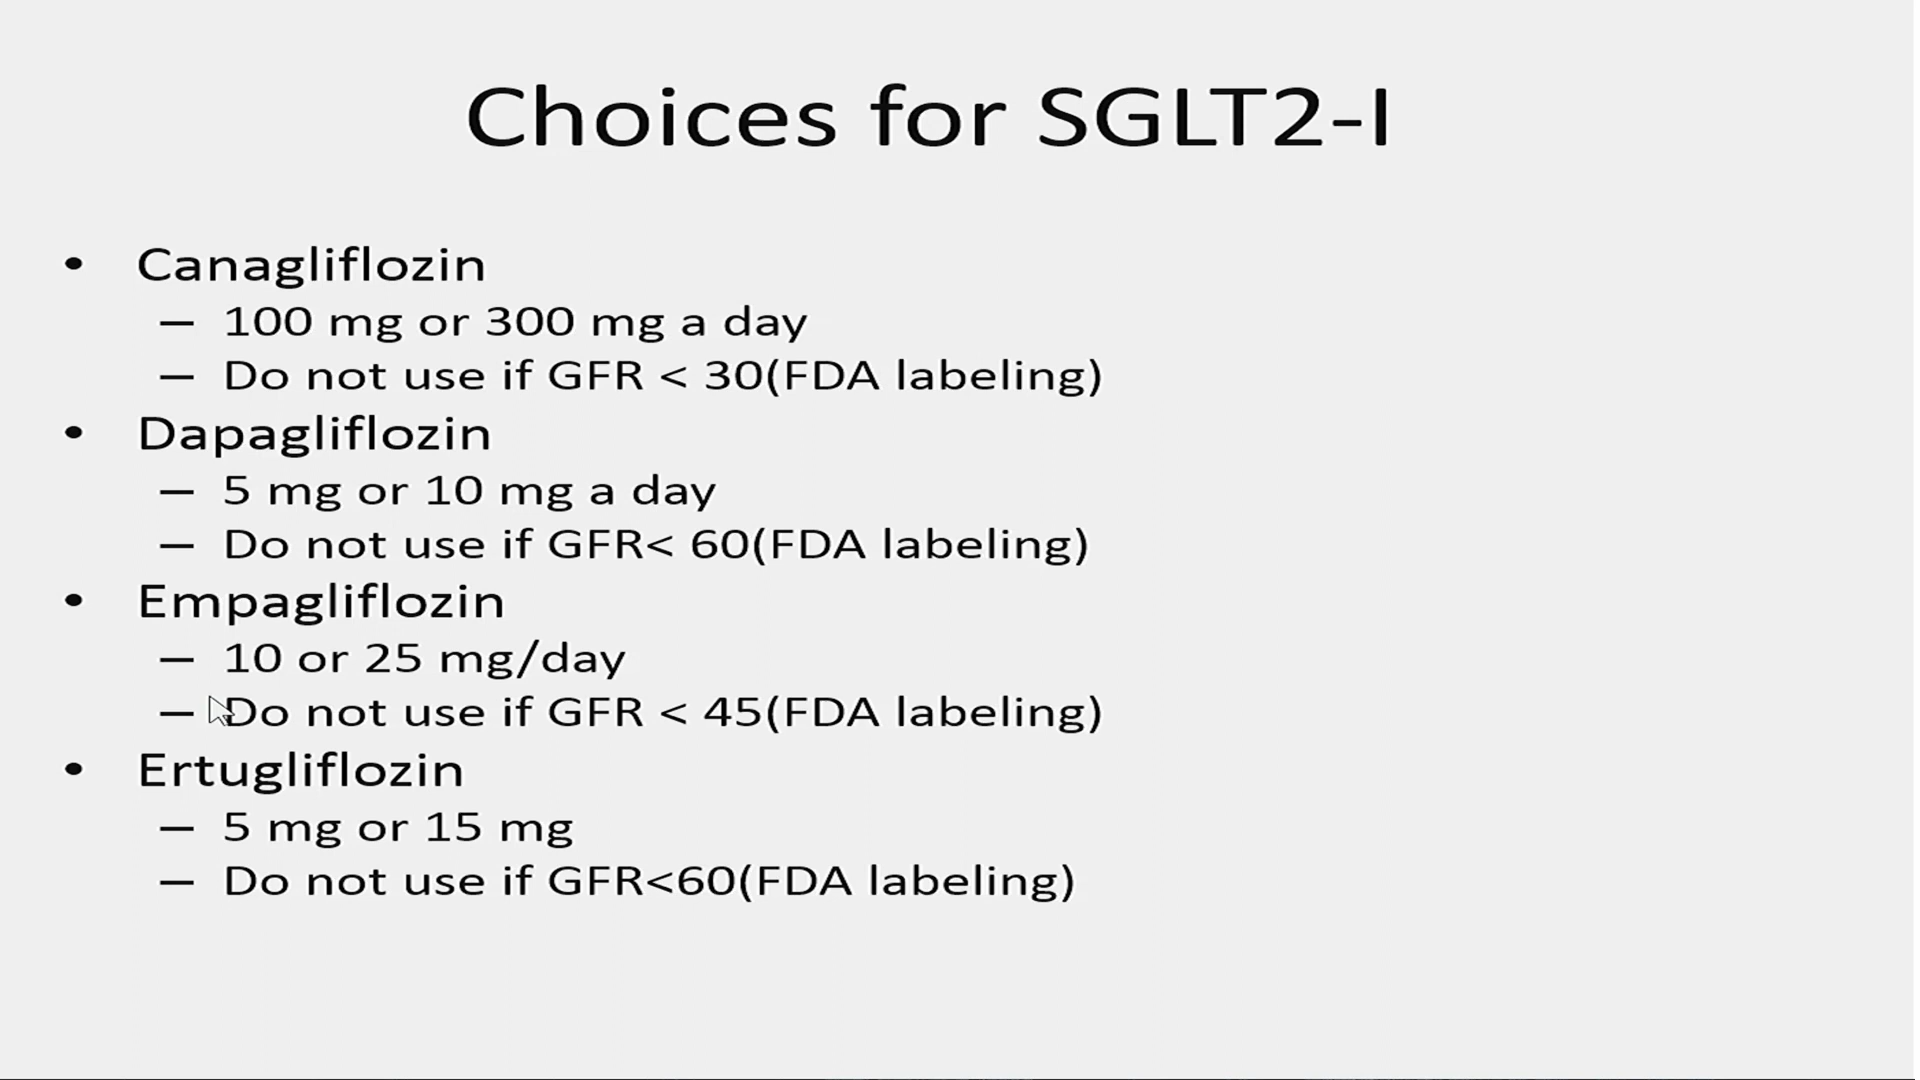 Choices for SGLT2-I
• Canagliflozin
– 100 mg or 300 mg a day
– Do not use if GFR < 30(FDA labeling)
• Dapagliflozin
– 5 mg or 10 mg a day
– Do not use if GFR< 60(FDA labeling)
• Empagliflozin
– 10 or 25 mg/day
– Do not use if GFR < 45(FDA labeling)
• Ertugliflozin
– 5 mg or 15 mg
– Do not use if GFR<60(FDA labeling)